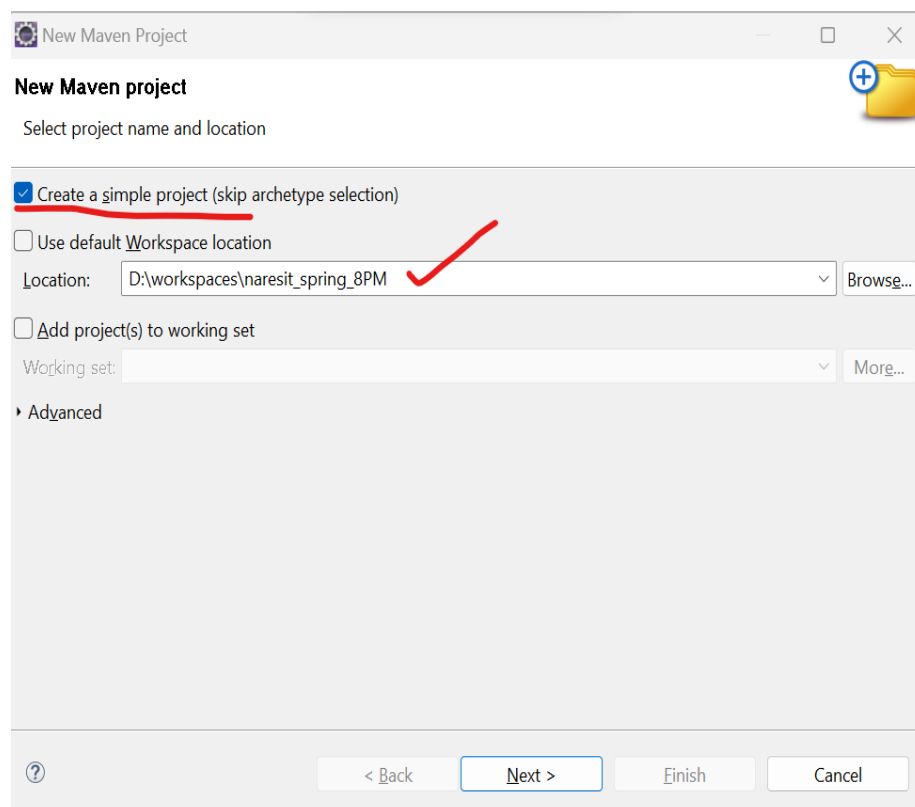 New Maven Project
New Maven project
Select project name and location
Create a simple project (skip archetype selection)
Use default Workspace location
Location: D:\workspaces\naresit_spring_8PM Browse...
Add project(s) to working set
Working set: More...
Advanced
? < Back Next > Finish Cancel